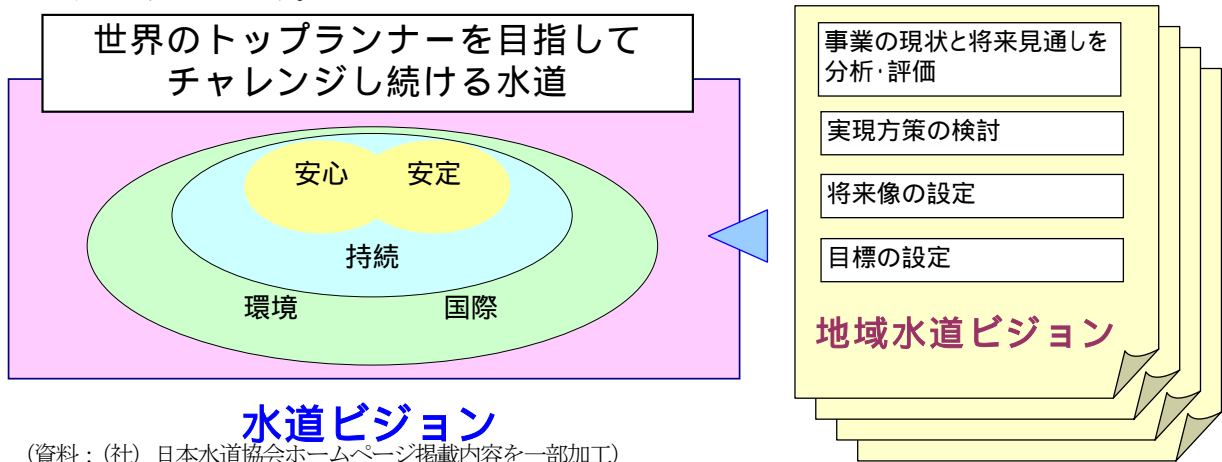 世界のトップランナーを目指して
チャレンジし続ける水道
安心 安定
持続
環境 国際
水道ビジョン
(資料:(社) 日本水道協会ホームページ掲載内容を一部加工)
事業の現状と将来見通しを
分析・評価
実現方策の検討
将来像の設定
目標の設定
地域水道ビジョン